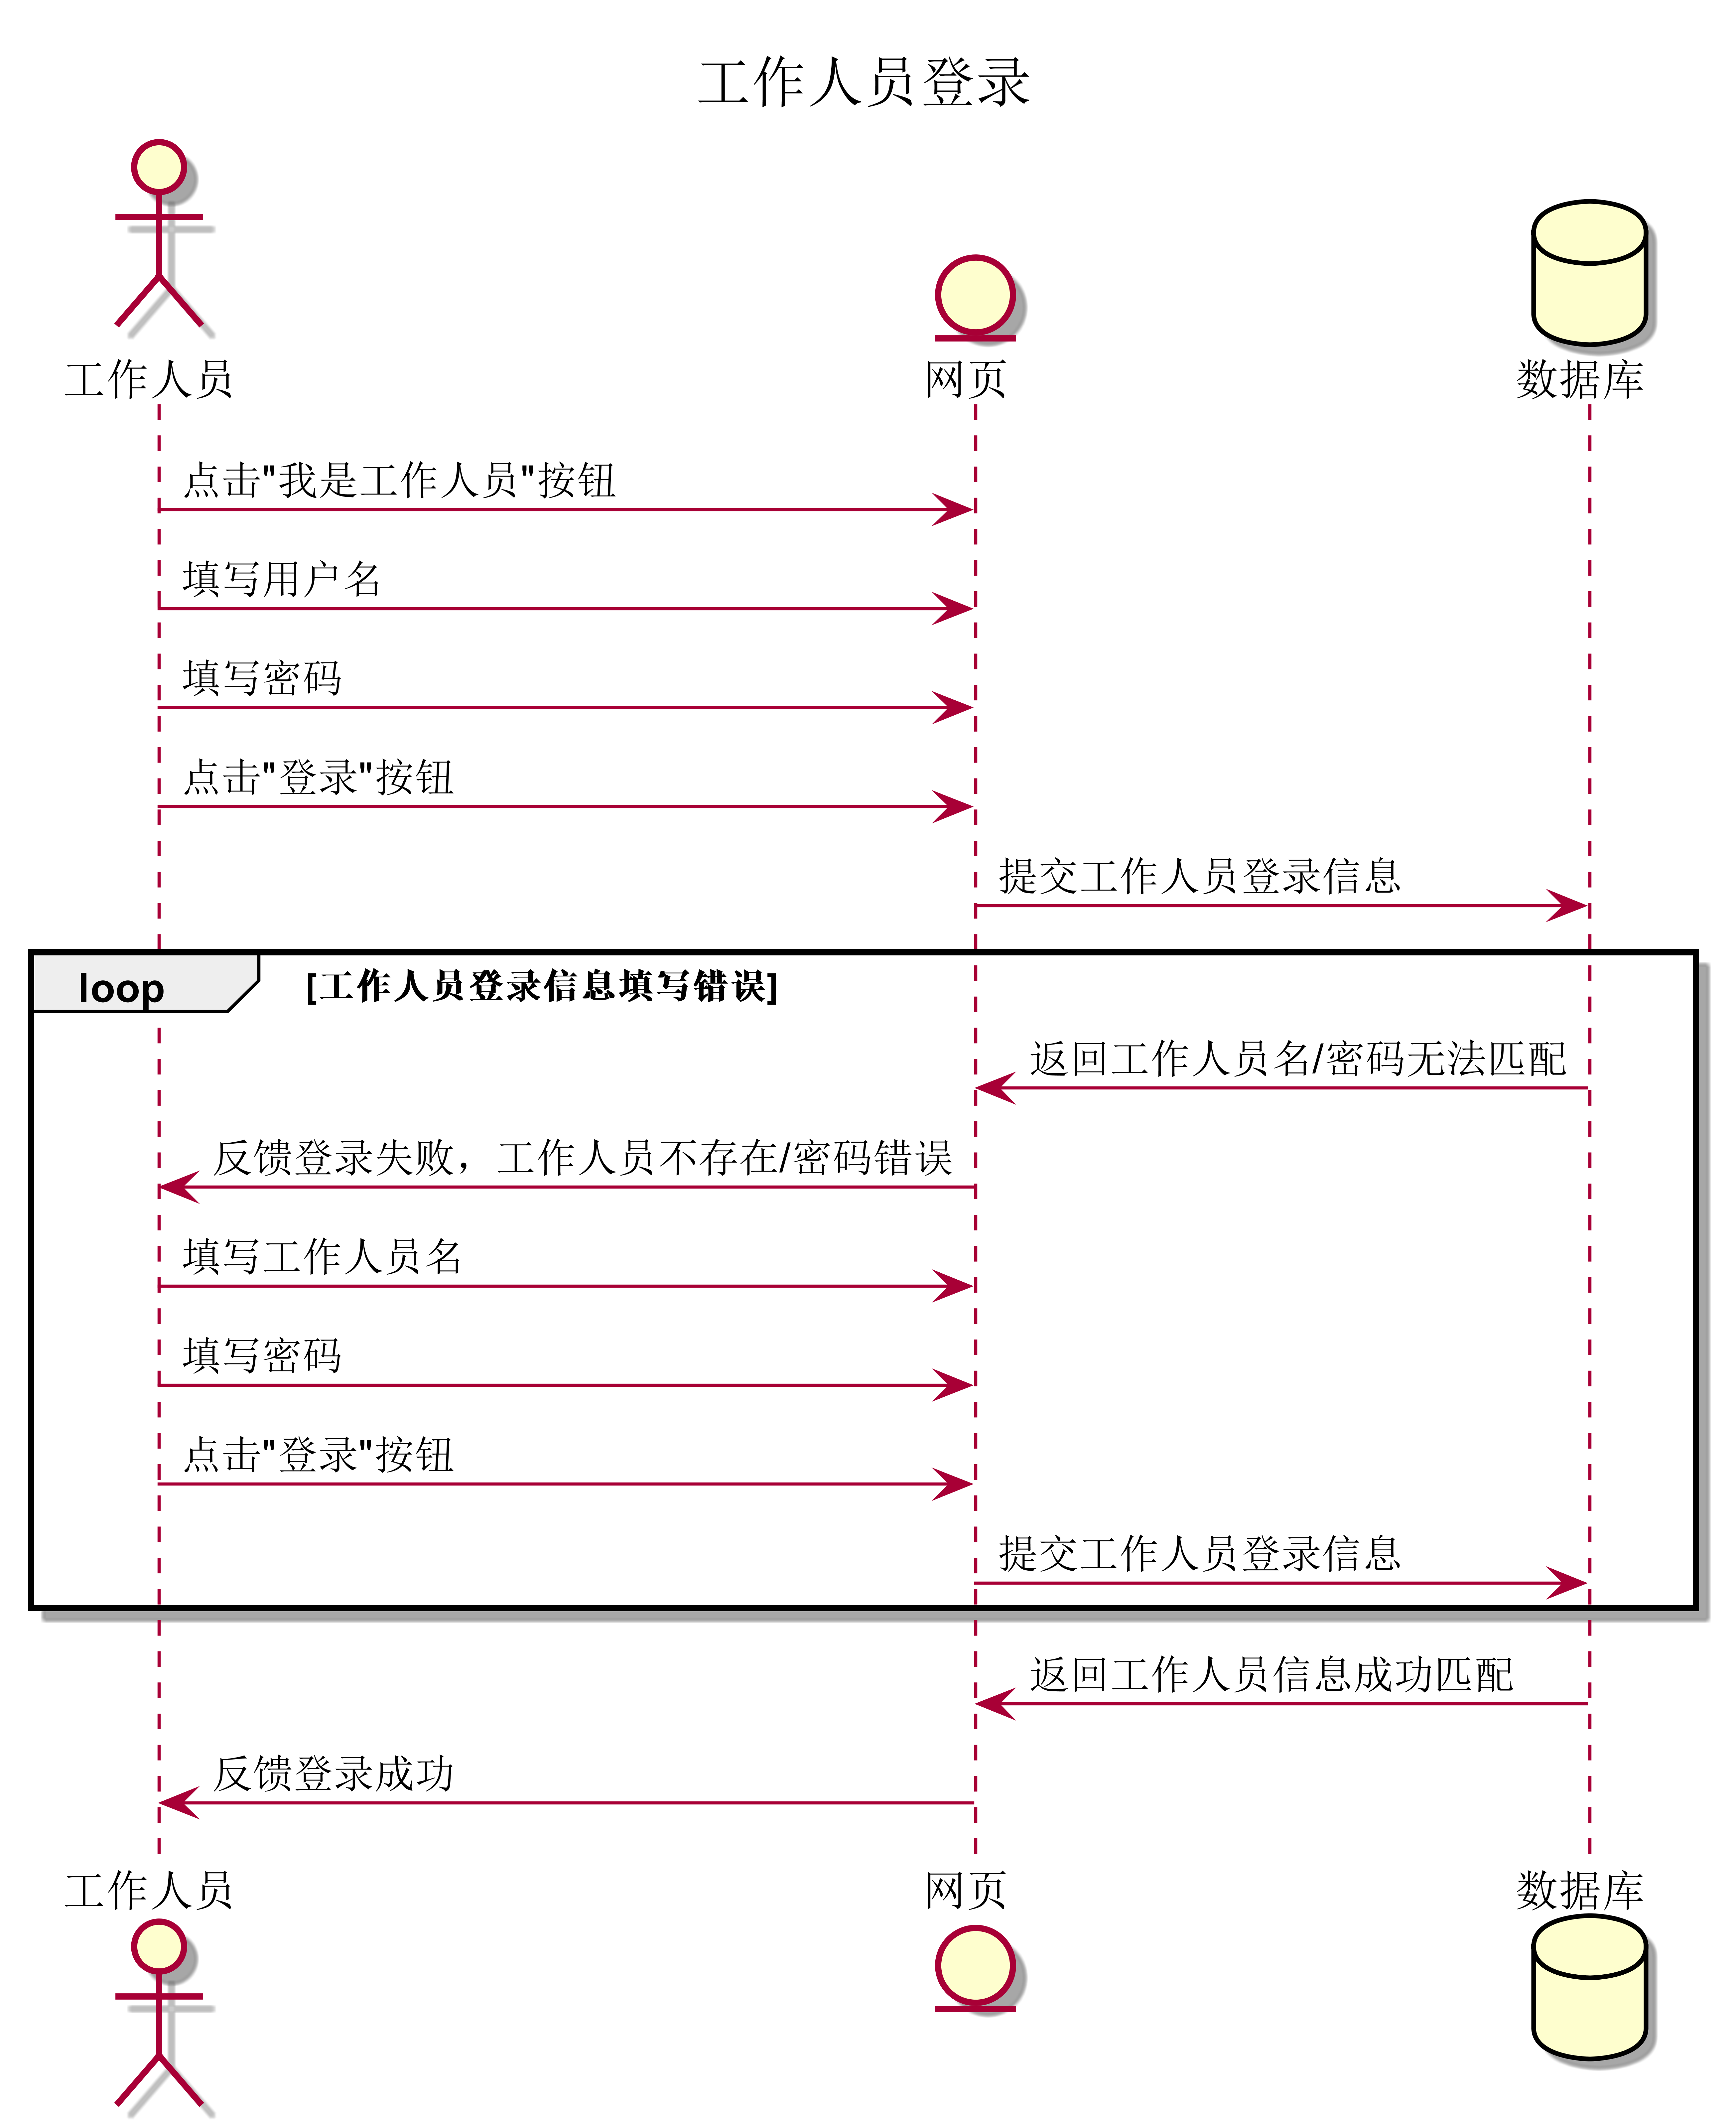 工作人员登录
工作人员
网页
数据库
点击"我是工作人员"按钮
填写用户名
填写密码
点击"登录"按钮
提交工作人员登录信息
loop
[工作人员登录信息填写错误]
返回工作人员名/密码无法匹配
反馈登录失败，工作人员不存在/密码错误
填写工作人员名
填写密码
点击"登录"按钮
提交工作人员登录信息
返回工作人员信息成功匹配
反馈登录成功
工作人员
网页
数据库